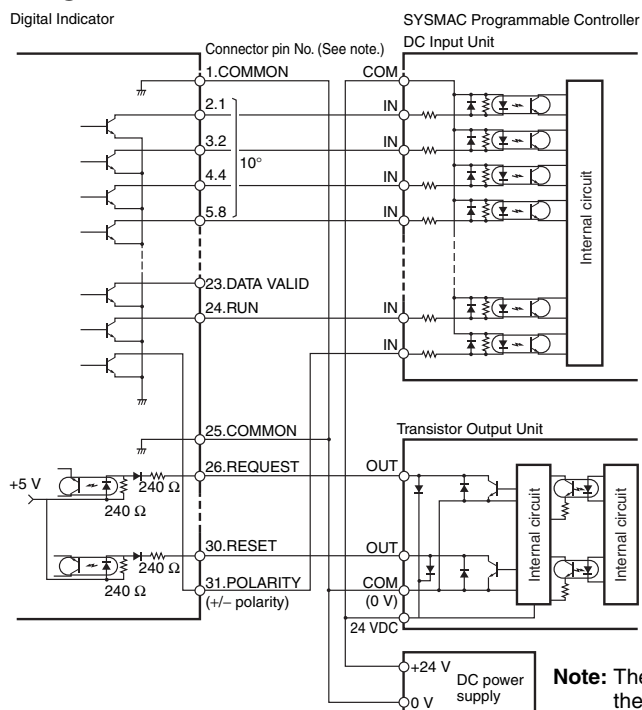 Digital Indicator
SYSMAC Programmable Controller
Connector pin No. (See note.)
DC Input Unit
1.COMMON
COM
2.1
IN
3.2
IN
10°
4.4
IN
5.8
IN
Internal circuit
23.DATA VALID
24.RUN
IN
IN
25.COMMON
Transistor Output Unit
26.REQUEST
OUT
+5 V
240 Ω
240 Ω
Internal circuit
Internal circuit
30.RESET
OUT
240 Ω
31.POLARITY
COM
240 Ω
(+/– polarity)
(0 V)
24 VDC
+24 V
DC power
supply
0 V
Note: The
the